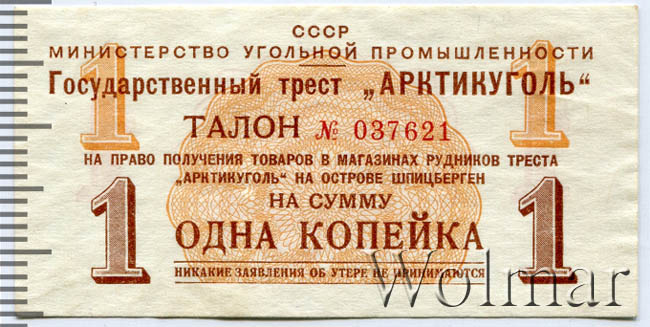 СССР
МИНИСТЕРСТВО УГОЛЬНОЙ ПРОМЫШЛЕННОСТИ
Государственный трест „АРКТИКУГОЛЬ“
1 1
ТАЛОН № 037621
НА ПРАВО ПОЛУЧЕНИЯ ТОВАРОВ В МАГАЗИНАХ РУДНИКОВ ТРЕСТА
„АРКТИКУГОЛЬ“ НА ОСТРОВЕ ШПИЦБЕРГЕН
НА СУММУ
1 ОДНА КОПЕЙКА 1
НИКАКИЕ ЗАЯВЛЕНИЯ ОБ УТЕРЕ НЕ ПРИНИМАЮТСЯ
Wolmar